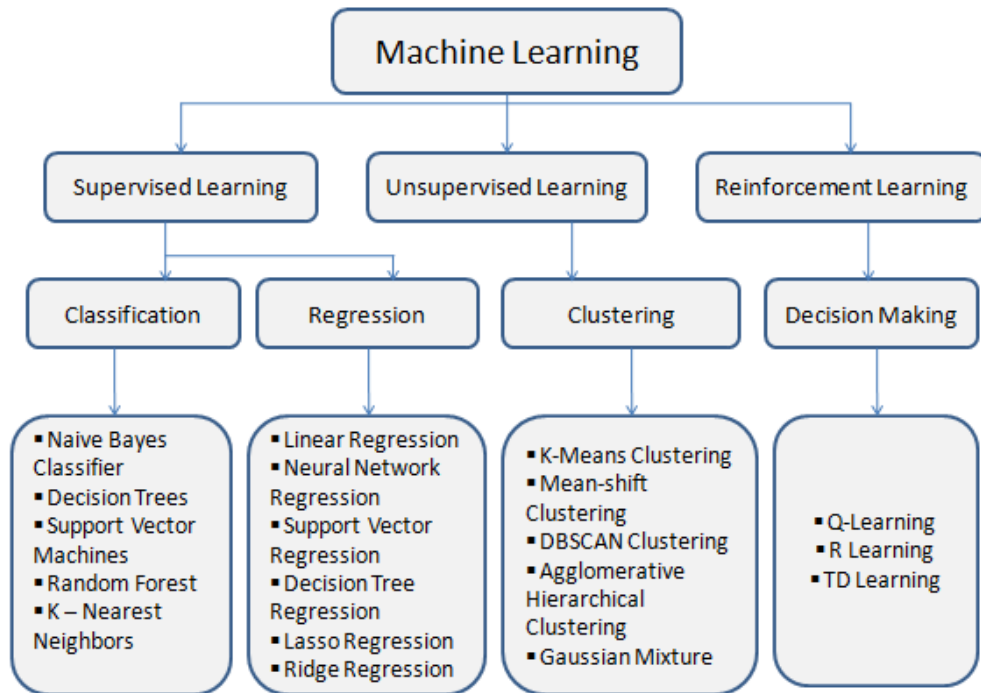 Machine Learning
Supervised Learning
Unsupervised Learning
Reinforcement Learning
Classification
Regression
Clustering
Decision Making
▪ Naive Bayes
Classifier
▪ Decision Trees
▪ Support Vector
Machines
▪ Random Forest
▪ K – Nearest
Neighbors
▪ Linear Regression
▪ Neural Network
Regression
▪ Support Vector
Regression
▪ Decision Tree
Regression
▪ Lasso Regression
▪ Ridge Regression
▪ K-Means Clustering
▪ Mean-shift
Clustering
▪ DBSCAN Clustering
▪ Agglomerative
Hierarchical
Clustering
▪ Gaussian Mixture
▪ Q-Learning
▪ R Learning
▪ TD Learning